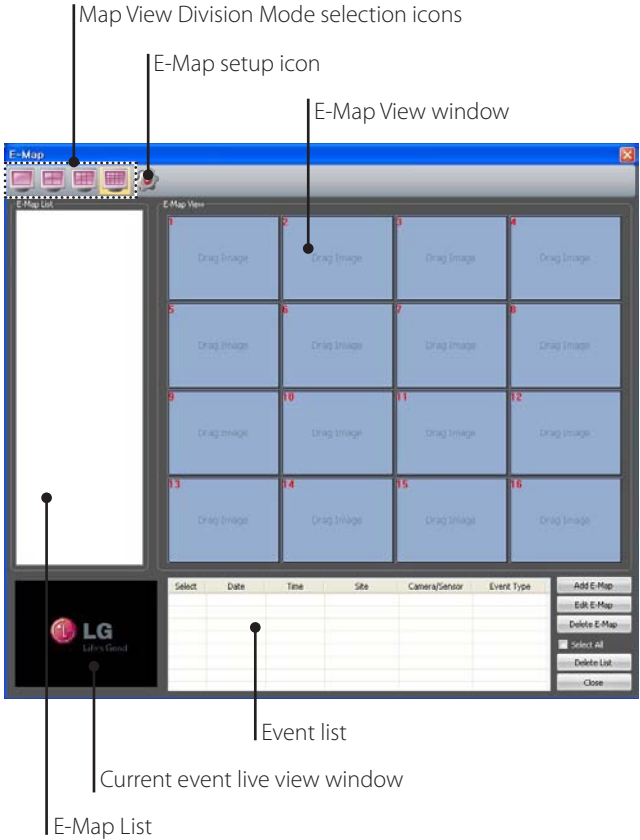 Map View Division Mode selection icons
E-Map setup icon
E-Map View window
E-Map
E-Map List
E-Map View
1 2 3 4
Drag Image Drag Image Drag Image Drag Image
5 6 7 8
Drag Image Drag Image Drag Image Drag Image
9 10 11 12
Drag Image Drag Image Drag Image Drag Image
13 14 15 16
Drag Image Drag Image Drag Image Drag Image
Select Date Time Site Camera/Sensor Event Type
Add E-Map
Edit E-Map
Delete E-Map
Select All
Delete List
Close
LG
Life's Good
Event list
Current event live view window
E-Map List